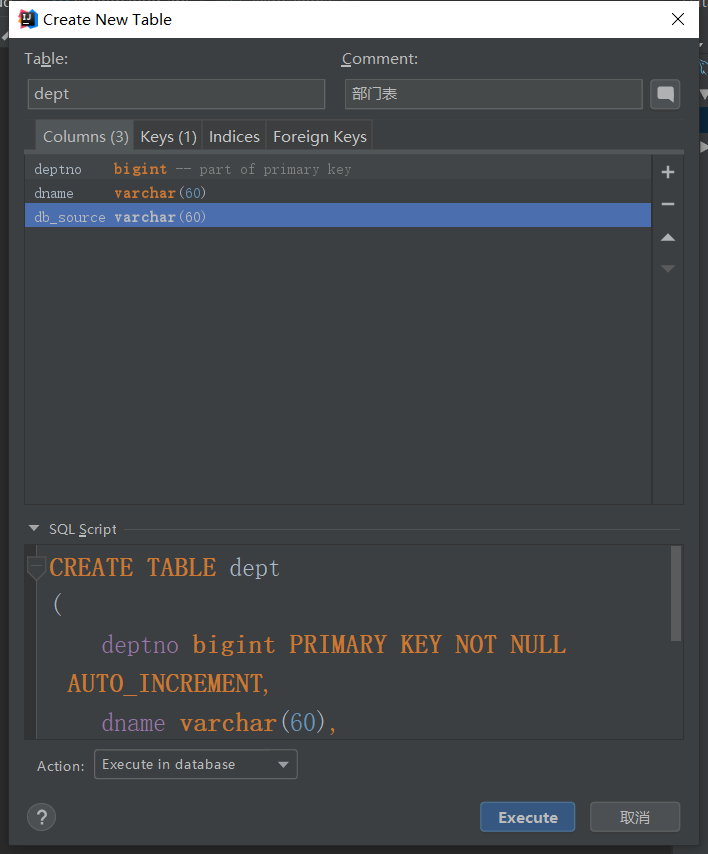 Create New Table
Table:
Comment:
dept
部门表
Columns (3) Keys (1) Indices Foreign Keys
deptno bigint -- part of primary key
dname varchar(60)
db_source varchar(60)
SQL Script
CREATE TABLE dept
(
deptno bigint PRIMARY KEY NOT NULL
AUTO_INCREMENT,
dname varchar(60),
Action: Execute in database
? Execute 取消